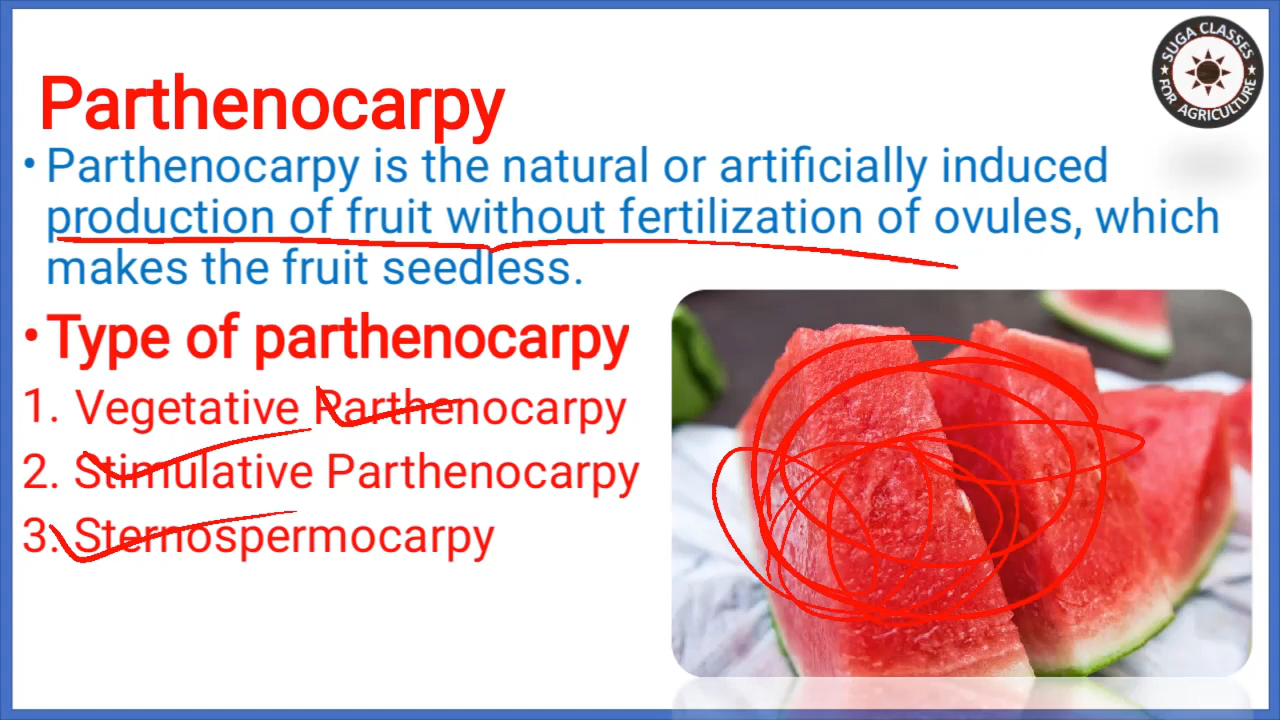 SUGA CLASSES
FOR AGRICULTURE
Parthenocarpy
• Parthenocarpy is the natural or artificially induced
production of fruit without fertilization of ovules, which
makes the fruit seedless.
• Type of parthenocarpy
1. Vegetative Parthenocarpy
2. Stimulative Parthenocarpy
3. Sternospermocarpy